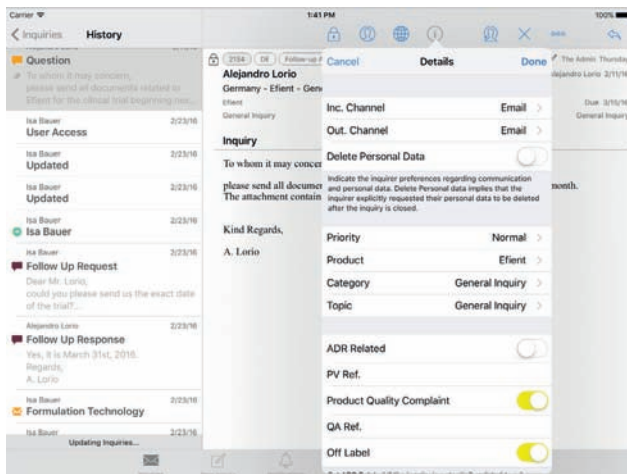 Carrier
1:41 PM
100%
Inquiries
History
Question
To whom it may concern,
please send all documents related to
Efient for the clinical trial beginning nex...
Isa Bauer 2/23/16
User Access
Isa Bauer 2/23/16
Updated
Isa Bauer 2/23/16
Updated
Isa Bauer 2/23/16
Isa Bauer
Isa Bauer 2/23/16
Follow Up Request
Dear Mr. Lorio,
could you please send us the exact date
of the trial?...
Alejandro Lorio 2/23/16
Follow Up Response
Yes, it is March 31st, 2016.
Regards,
A. Lorio
Isa Bauer 2/23/16
Formulation Technology
Isa Bauer 2/23/16
Updating Inquiries...
2154 DE Follow-up
Alejandro Lorio
Germany - Efient - Gen
Efient
General Inquiry
Inquiry
To whom it may concer
please send all documer
The attachment contain
Kind Regards,
A. Lorio
The Admin Thursday
Alejandro Lorio 2/11/16
Due 3/10/16
General Inquiry
month.
Cancel Details Done
Inc. Channel Email
Out. Channel Email
Delete Personal Data
Indicate the inquirer preferences regarding communication
and personal data. Delete Personal data implies that the
inquirer explicitly requested their personal data to be deleted
after the inquiry is closed.
Priority Normal
Product Efient
Category General Inquiry
Topic General Inquiry
ADR Related
PV Ref.
Product Quality Complaint
QA Ref.
Off Label